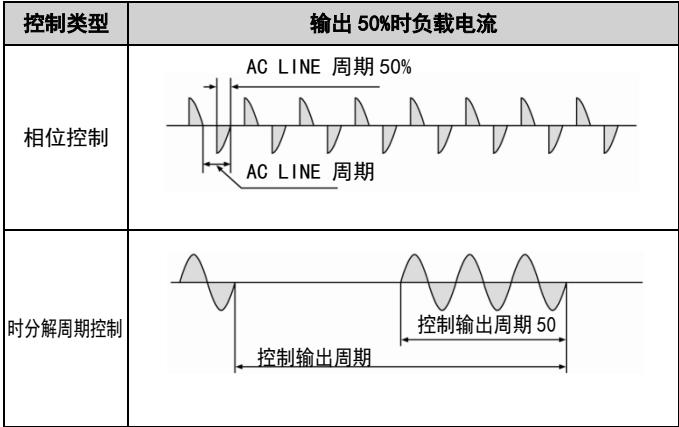 控制类型
输出 50%时负载电流
相位控制
AC LINE 周期 50%
AC LINE 周期
时分解周期控制
控制输出周期 50
控制输出周期